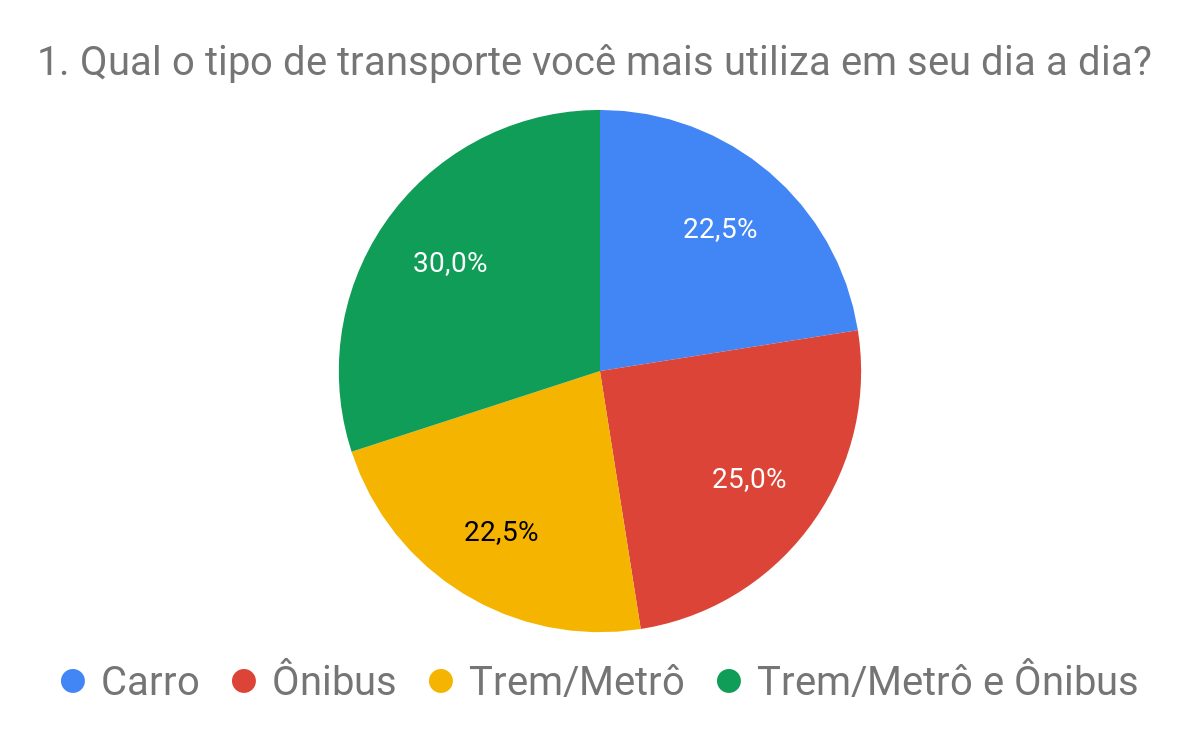 1. Qual o tipo de transporte você mais utiliza em seu dia a dia?
22,5%
30,0%
25,0%
22,5%
Carro Ônibus Trem/Metrô Trem/Metrô e Ônibus